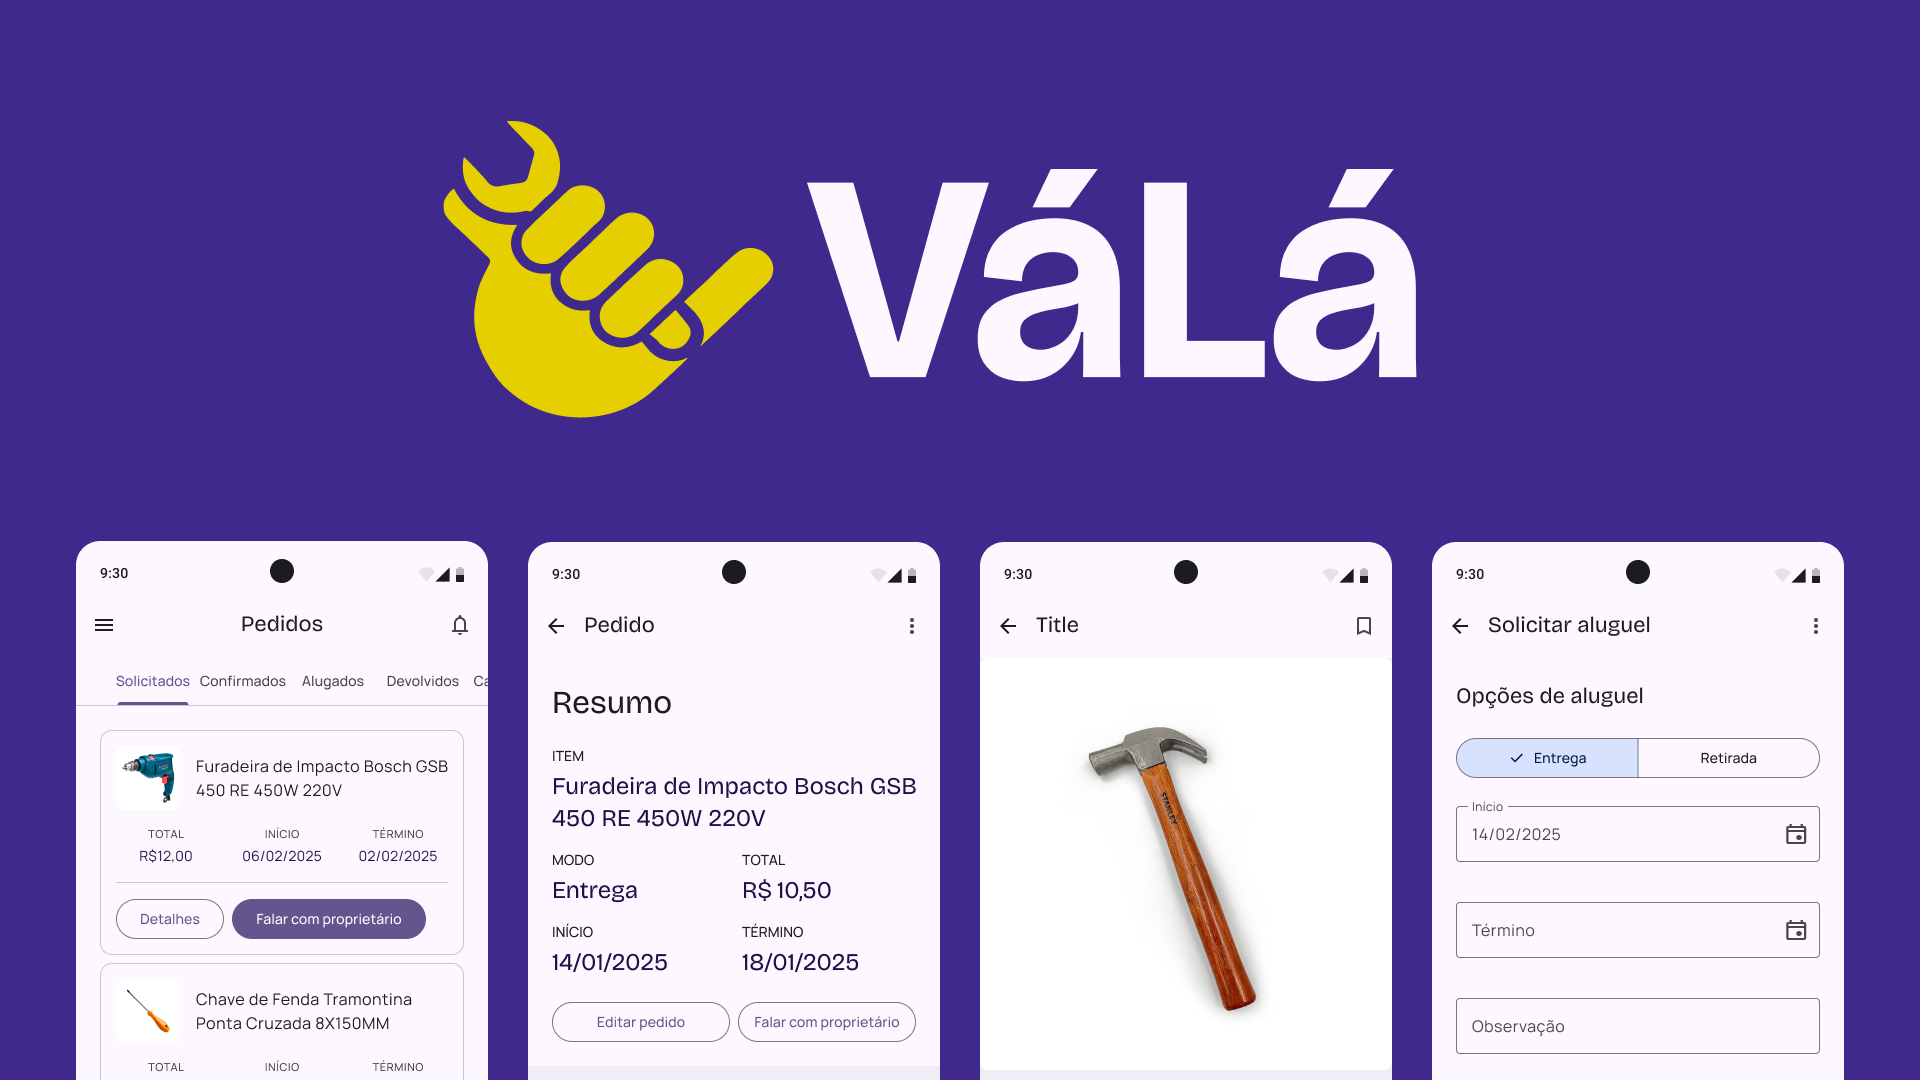 VáLá
9:30
Pedidos
Solicitados Confirmados Alugados Devolvidos Ca
Furadeira de Impacto Bosch GSB
450 RE 450W 220V
TOTAL INÍCIO TÉRMINO
R$12,00 06/02/2025 02/02/2025
Detalhes Falar com proprietário
Chave de Fenda Tramontina
Ponta Cruzada 8X150MM
TOTAL INÍCIO TÉRMINO
9:30
Pedido
Resumo
ITEM
Furadeira de Impacto Bosch GSB
450 RE 450W 220V
MODO TOTAL
Entrega R$ 10,50
INÍCIO TÉRMINO
14/01/2025 18/01/2025
Editar pedido Falar com proprietário
9:30
Title
STANLEY
9:30
Solicitar aluguel
Opções de aluguel
Entrega Retirada
Início
14/02/2025
Término
Observação